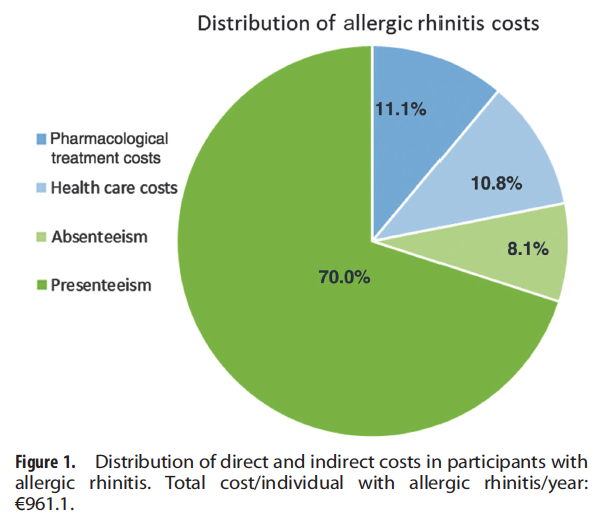 Distribution of allergic rhinitis costs
Pharmacological
treatment costs
Health care costs
Absenteeism
Presenteeism
11.1%
10.8%
8.1%
70.0%
Figure 1. Distribution of direct and indirect costs in participants with
allergic rhinitis. Total cost/individual with allergic rhinitis/year:
€961.1.